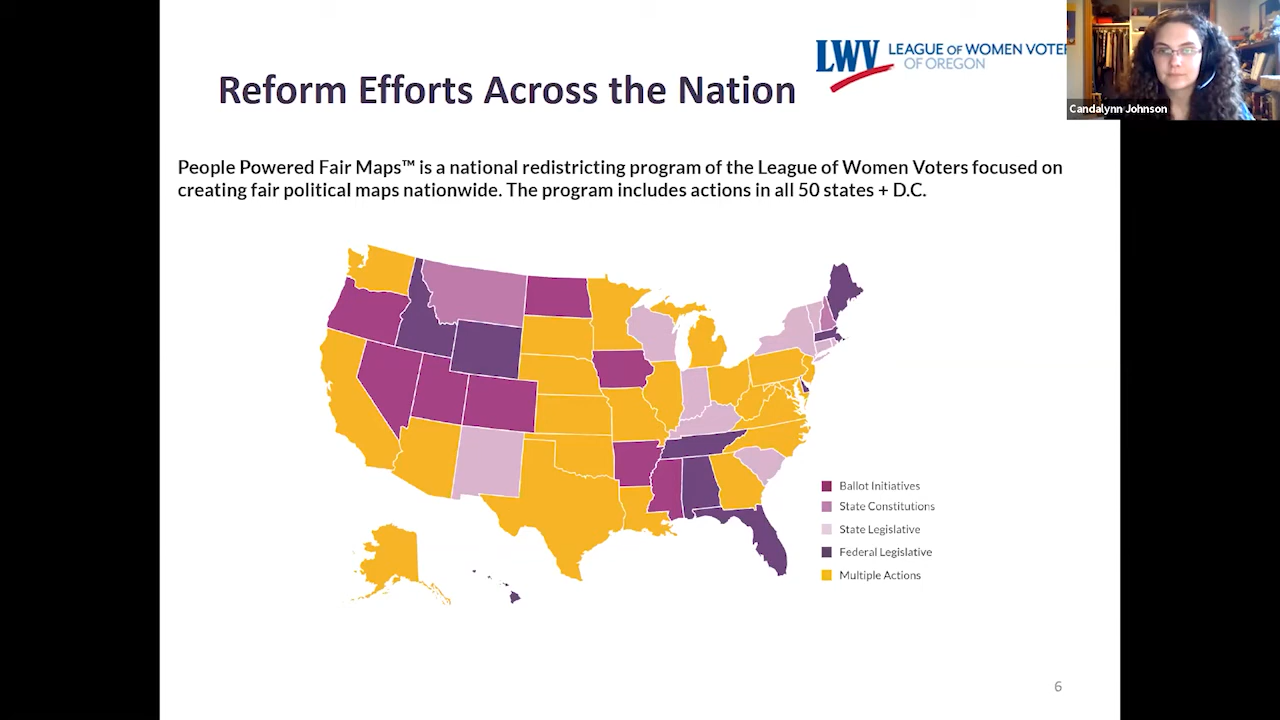 LWV LEAGUE OF WOMEN VOTE
OF OREGON
Candalynn Johnson
Reform Efforts Across the Nation
People Powered Fair Maps™ is a national redistricting program of the League of Women Voters focused on
creating fair political maps nationwide. The program includes actions in all 50 states + D.C.
Ballot Initiatives
State Constitutions
State Legislative
Federal Legislative
Multiple Actions
6